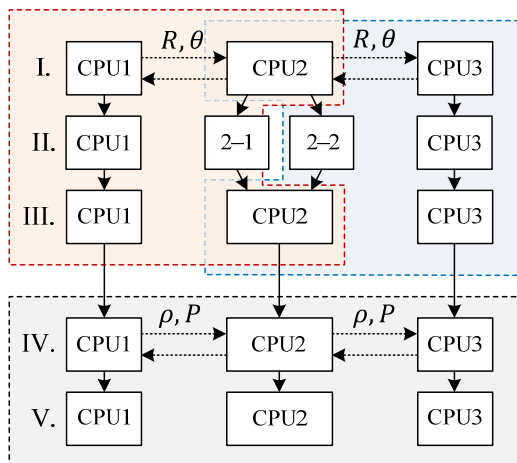 R, θ R, θ
I. CPU1 CPU2 CPU3
II. CPU1 2–1 2–2 CPU3
III. CPU1 CPU2 CPU3
ρ, P ρ, P
IV. CPU1 CPU2 CPU3
V. CPU1 CPU2 CPU3